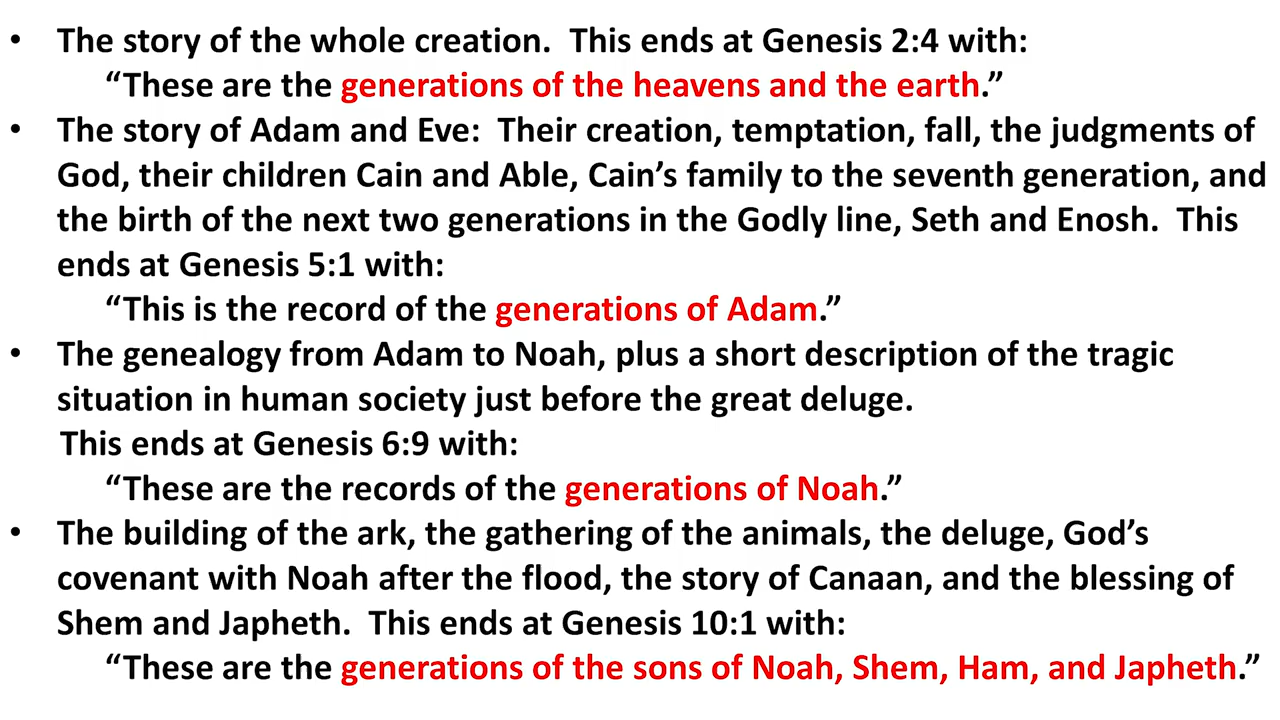 • The story of the whole creation.  This ends at Genesis 2:4 with:
“These are the generations of the heavens and the earth.”
• The story of Adam and Eve:  Their creation, temptation, fall, the judgments of
God, their children Cain and Able, Cain’s family to the seventh generation, and
the birth of the next two generations in the Godly line, Seth and Enosh.  This
ends at Genesis 5:1 with:
“This is the record of the generations of Adam.”
• The genealogy from Adam to Noah, plus a short description of the tragic
situation in human society just before the great deluge.
This ends at Genesis 6:9 with:
“These are the records of the generations of Noah.”
• The building of the ark, the gathering of the animals, the deluge, God’s
covenant with Noah after the flood, the story of Canaan, and the blessing of
Shem and Japheth.  This ends at Genesis 10:1 with:
“These are the generations of the sons of Noah, Shem, Ham, and Japheth.”